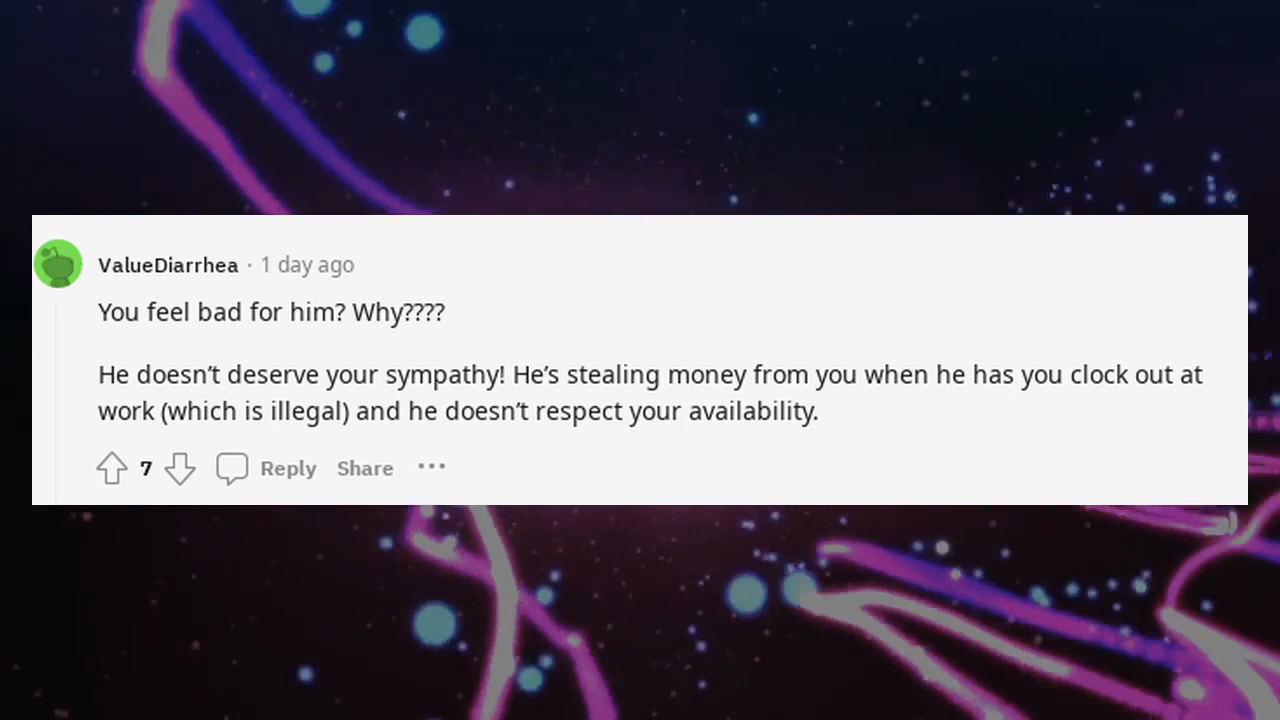 ValueDiarrhea · 1 day ago
You feel bad for him? Why????
He doesn’t deserve your sympathy! He’s stealing money from you when he has you clock out at
work (which is illegal) and he doesn’t respect your availability.
7 Reply Share •••